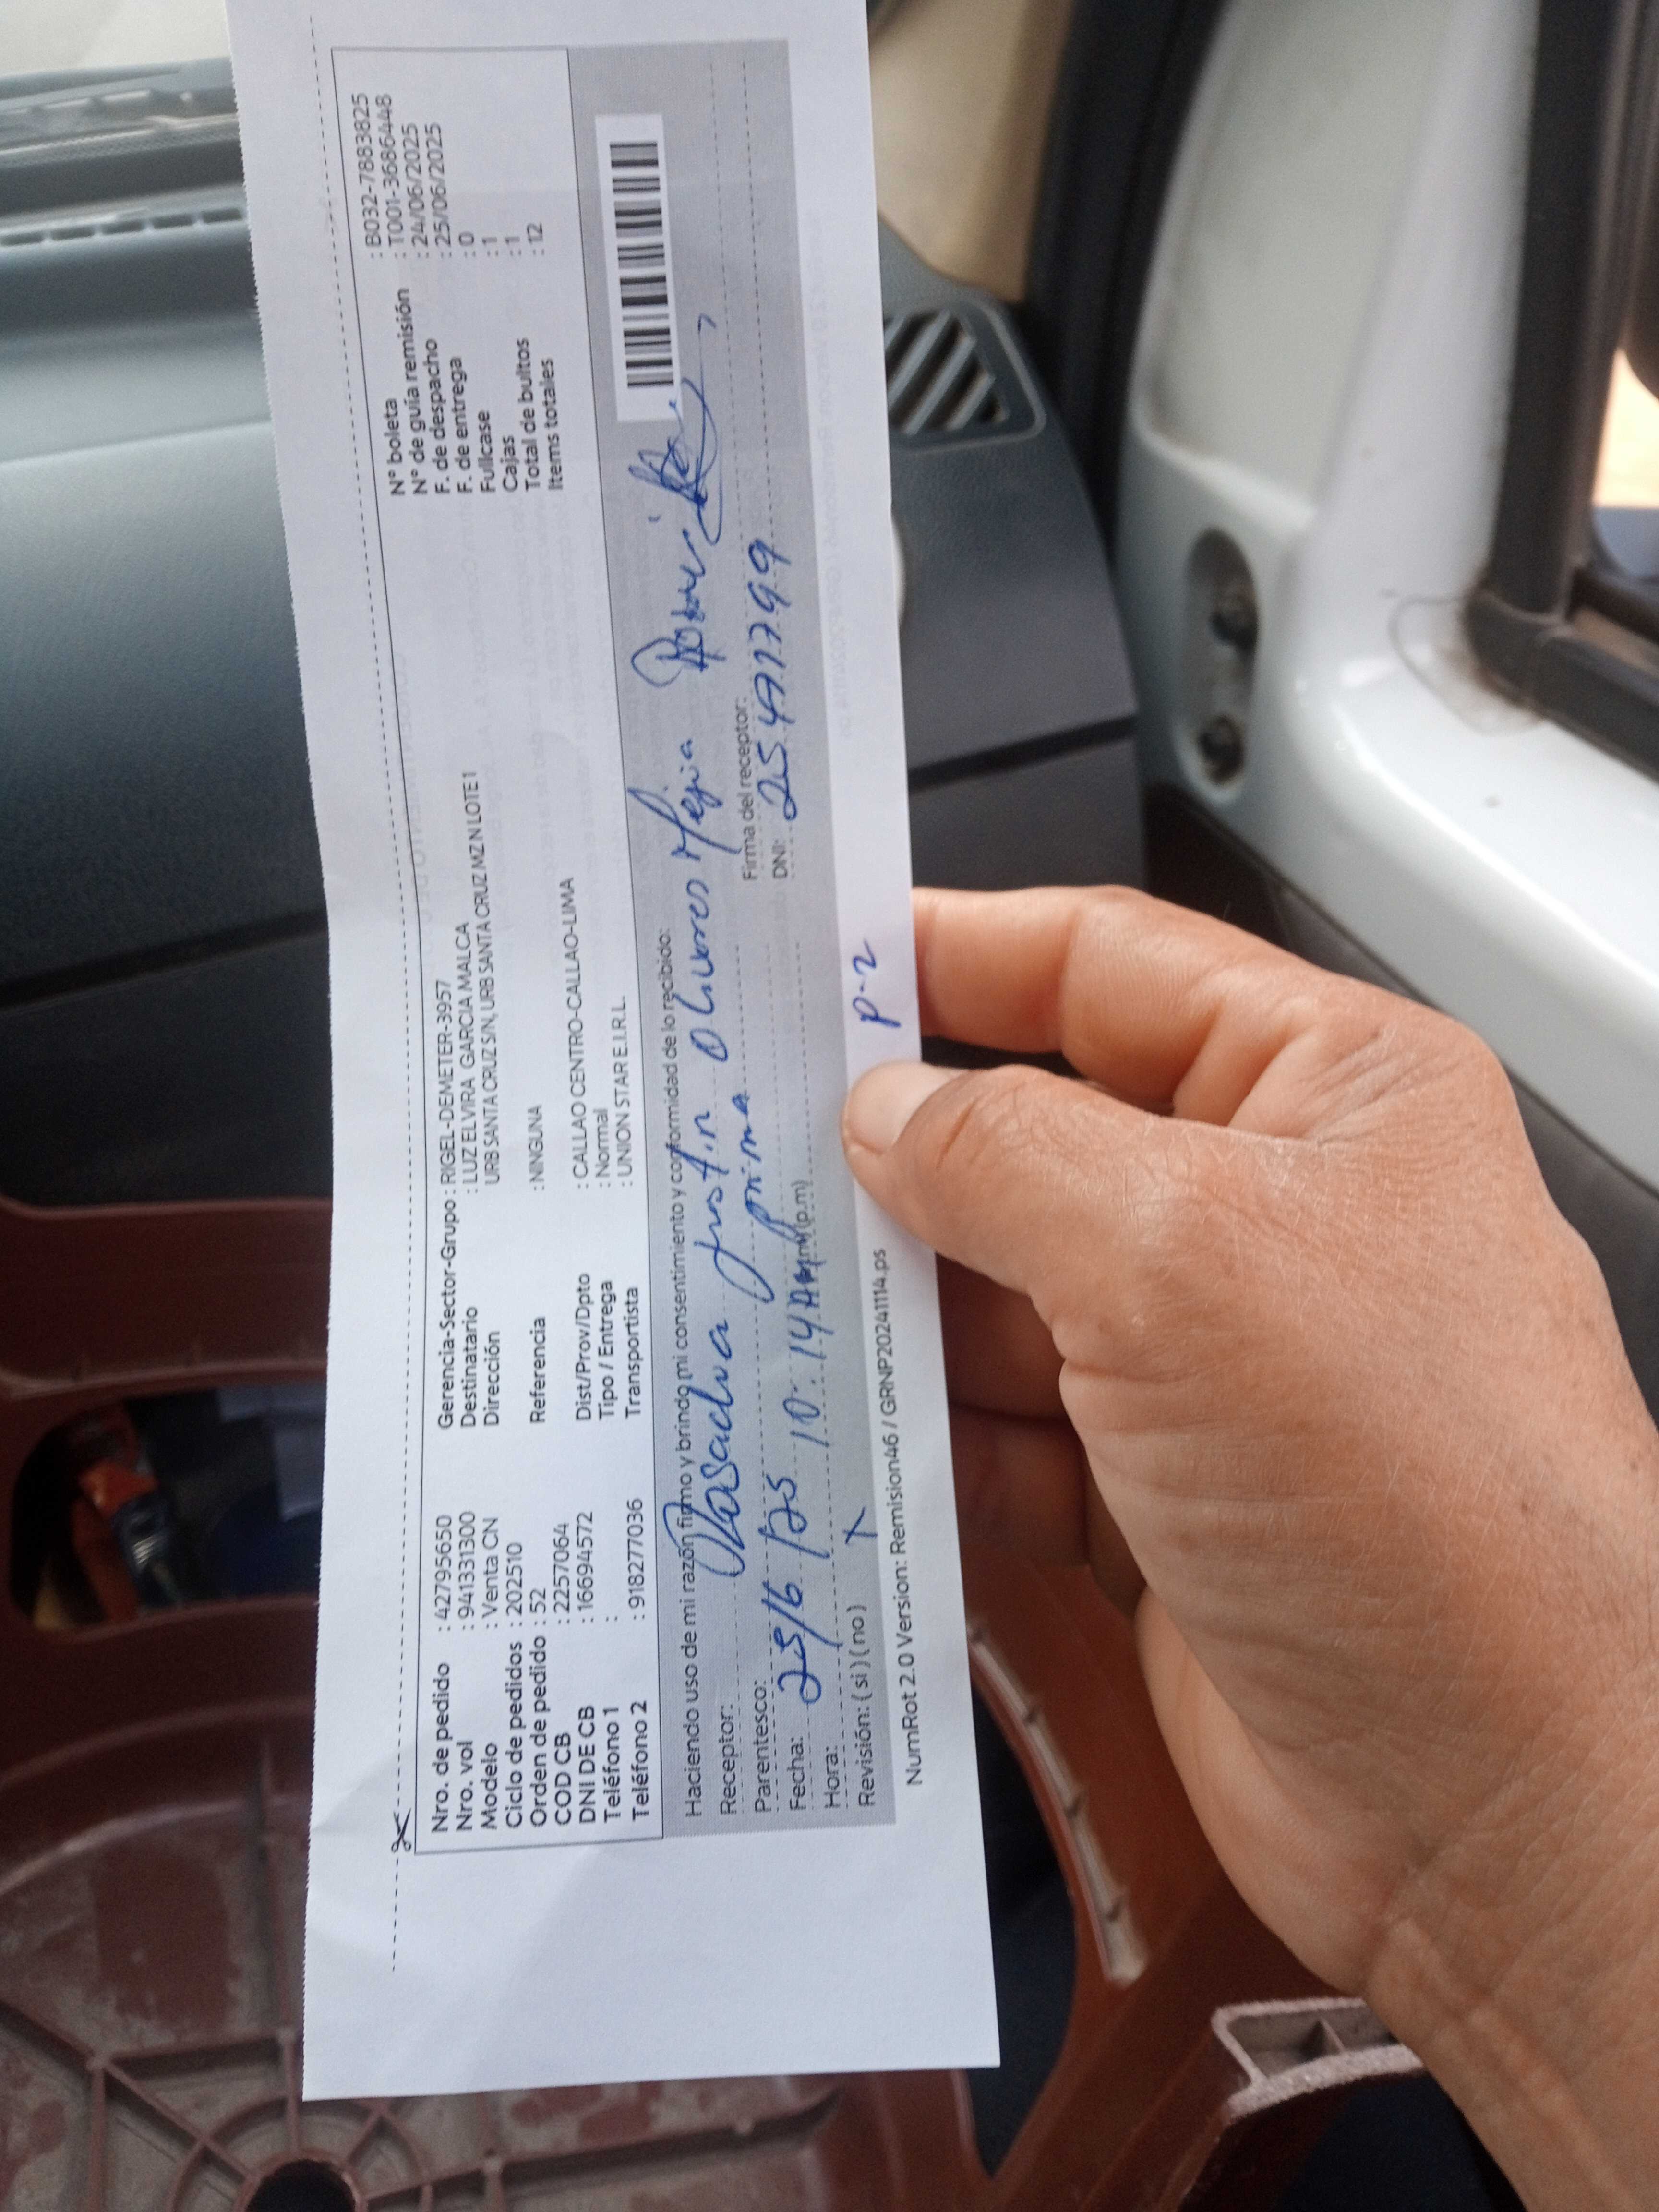 Nro. de pedido : 42795650
Nro. vol : 941331300
Modelo : Venta CN
Ciclo de pedidos : 202510
Orden de pedido : 52
COD CB : 22257064
DNI DE CB : 16694572
Teléfono 1 :
Teléfono 2 : 918277036
Gerencia-Sector-Grupo : RIGEL-DEMETER-3957
Destinatario : LUZ ELVIRA GARCIA MALCA
Dirección URB SANTA CRUZ S/N, URB SANTA CRUZ MZ N LOTE 1
Referencia : NINGUNA
Dist/Prov/Dpto : CALLAO CENTRO-CALLAO-LIMA
Tipo / Entrega : Normal
Transportista : UNION STAR E.I.R.L.
N° boleta : B032-7883825
N° de guía remisión : T001-3686448
F. de despacho : 24/06/2025
F. de entrega : 25/06/2025
Fullcase : 0
Cajas : 1
Total de bultos : 1
Items totales : 12
Haciendo uso de mi razón firmo y brindo mi consentimiento y conformidad de lo recibido:
Receptor: Olivares Mejia
Parentesco: prima
Firma del receptor:
Fecha: 25/6/25
DNI:
Hora: 10:14 (p.m)
Revisión: (si) (no) X
P-2
NumRot 2.0 Version: Remision46 / GRNP20241114.ps